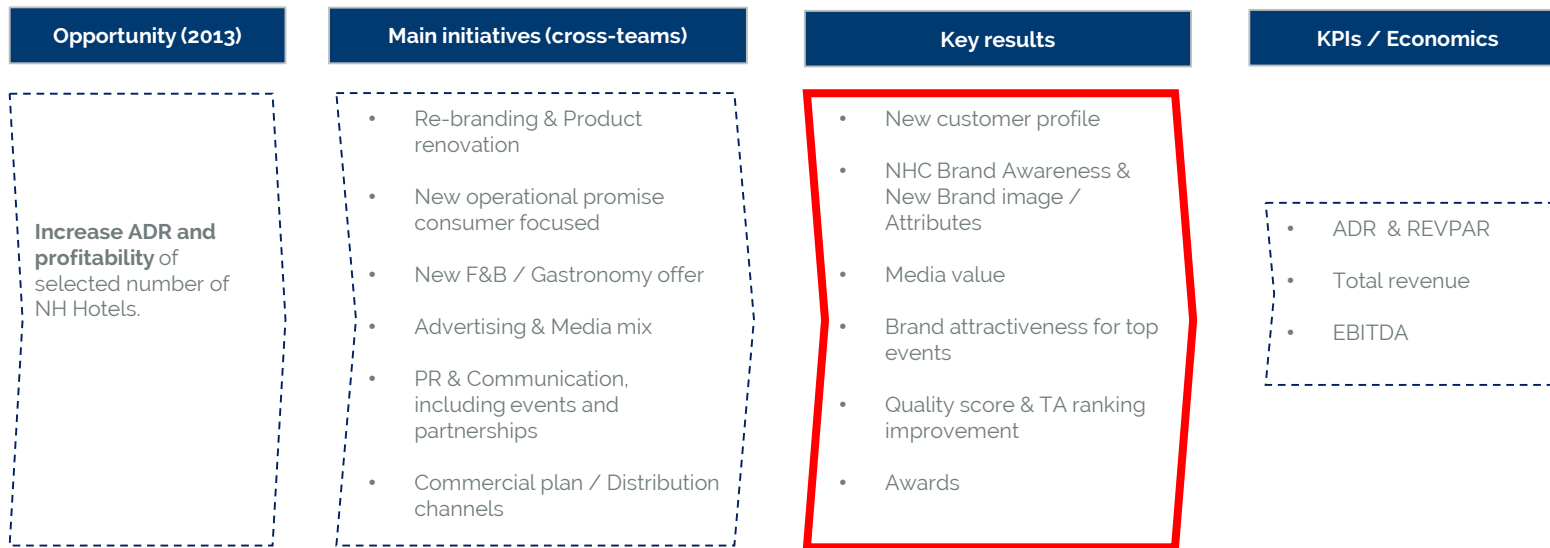 Opportunity (2013)
Main initiatives (cross-teams)
Key results
KPIs / Economics
Increase ADR and
profitability of
selected number of
NH Hotels.
• Re-branding & Product
renovation
• New operational promise
consumer focused
• New F&B / Gastronomy offer
• Advertising & Media mix
• PR & Communication,
including events and
partnerships
• Commercial plan / Distribution
channels
• New customer profile
• NHC Brand Awareness &
New Brand image /
Attributes
• Media value
• Brand attractiveness for top
events
• Quality score & TA ranking
improvement
• Awards
• ADR & REVPAR
• Total revenue
• EBITDA